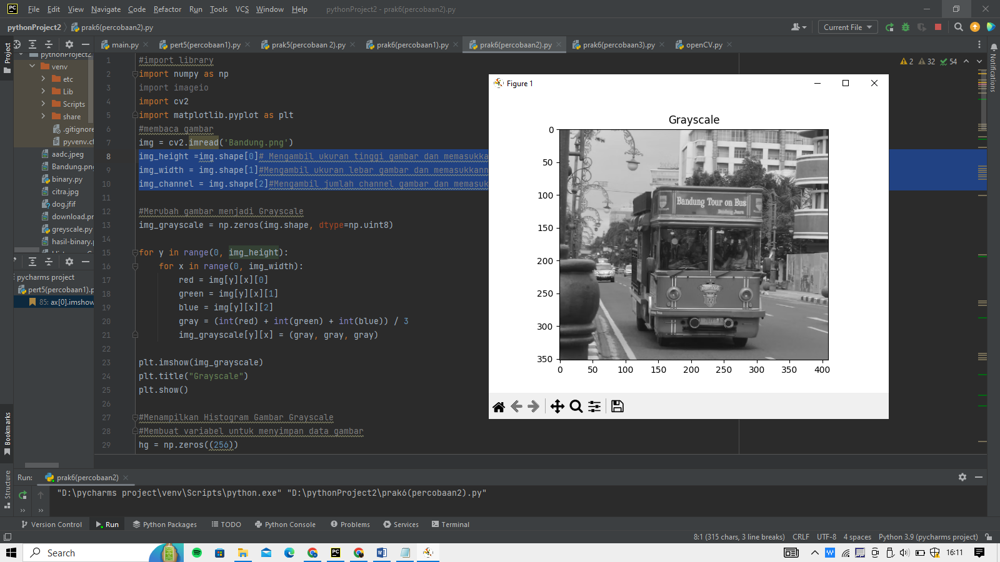 File Edit View Navigate Code Refactor Run Tools VCS Window Help pythonProject2 - prak6(percobaan2).py
pythonProject2 prak6(percobaan2).py Current File
main.py pert5(percobaan1).py prak5(percobaan 2).py prak6(percobaan1).py prak6(percobaan2).py prak6(percobaan3).py openCV.py
Project
pythonProject2
venv
etc
Lib
Scripts
share
.gitignore
pyvenv.cf
aadc.jpeg
Bandung.png
binary.py
citra.jpg
dog.jfif
download.pr
greyscale.py
hasil-binary.
pycharms project
pert5(percobaan1).p
85: ax[0].imshow
Bookmarks
Structure
Notifications
2 32 54
1 #import library
2 import numpy as np
3 import imageio
4 import cv2
5 import matplotlib.pyplot as plt
6 #membaca gambar
7 img = cv2.imread('Bandung.png')
8 img_height =img.shape[0]# Mengambil ukuran tinggi gambar dan memasukka
9 img_width = img.shape[1]#Mengambil ukuran lebar gambar dan memasukkann
10 img_channel = img.shape[2]#Mengambil jumlah channel gambar dan memasuk
11
12 #Merubah gambar menjadi Grayscale
13 img_grayscale = np.zeros(img.shape, dtype=np.uint8)
14
15 for y in range(0, img_height):
16 for x in range(0, img_width):
17 red = img[y][x][0]
18 green = img[y][x][1]
19 blue = img[y][x][2]
20 gray = (int(red) + int(green) + int(blue)) / 3
21 img_grayscale[y][x] = (gray, gray, gray)
22
23 plt.imshow(img_grayscale)
24 plt.title("Grayscale")
25 plt.show()
26
27 #Menampilkan Histogram Gambar Grayscale
28 #Membuat variabel untuk menyimpan data gambar
29 hg = np.zeros((256))
Figure 1
Grayscale
0
50
100
150
200
250
300
350
0 50 100 150 200 250 300 350 400
Bandung Tour on Bus
Run: prak6(percobaan2)
"D:\pycharms project\venv\Scripts\python.exe" "D:\pythonProject2\prak6(percobaan2).py"
Version Control Run Python Packages TODO Python Console Problems Services Terminal
8:1 (315 chars, 3 line breaks) CRLF UTF-8 4 spaces Python 3.9 (pycharms project)
Search 16:11